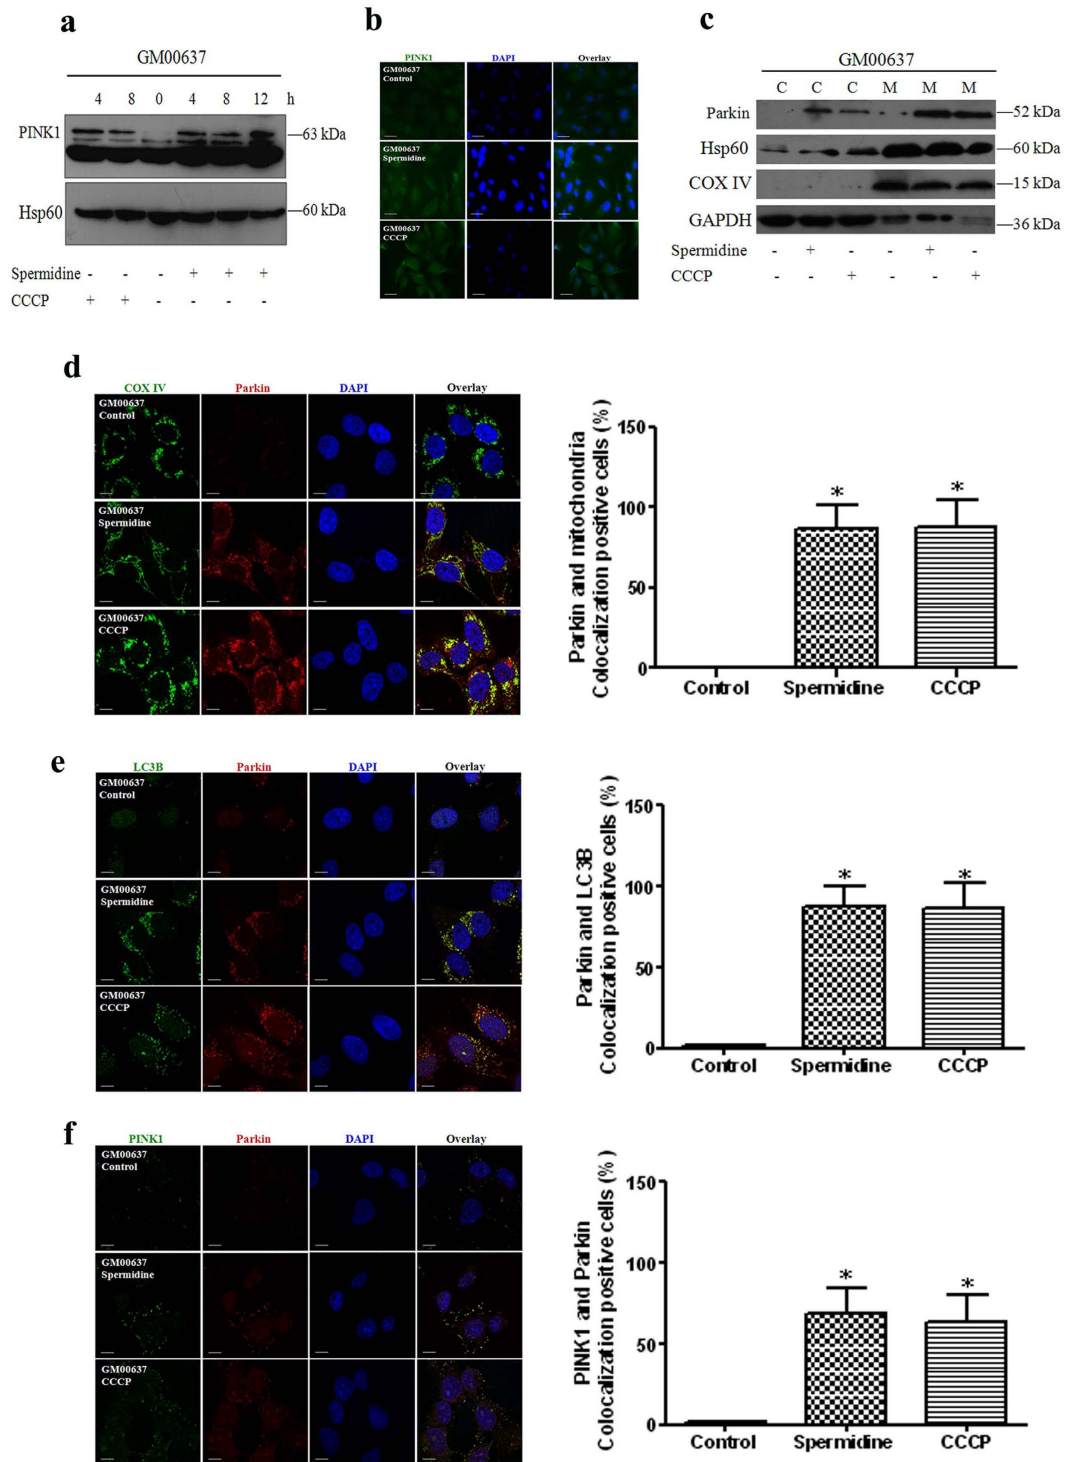 a
GM00637
4 8 0 4 8 12 h
PINK1
63 kDa
Hsp60
60 kDa
Spermidine - - - + + +
CCCP + + - - - -
b
PINK1 DAPI Overlay
GM00637
Control
GM00637
Spermidine
GM00637
CCCP
c
GM00637
C C C M M M
Parkin 52 kDa
Hsp60 60 kDa
COX IV 15 kDa
GAPDH 36 kDa
Spermidine - + - - + -
CCCP - - + - - +
d
COX IV Parkin DAPI Overlay
GM00637
Control
GM00637
Spermidine
GM00637
CCCP
Parkin and mitochondria
Colocalization positive cells (%)
150
100
50
0
* *
Control Spermidine CCCP
e
LC3B Parkin DAPI Overlay
GM00637
Control
GM00637
Spermidine
GM00637
CCCP
Parkin and LC3B
Colocalization positive cells (%)
150
100
50
0
* *
Control Spermidine CCCP
f
PINK1 Parkin DAPI Overlay
GM00637
Control
GM00637
Spermidine
GM00637
CCCP
PINK1 and Parkin
Colocalization positive cells (%)
150
100
50
0
* *
Control Spermidine CCCP